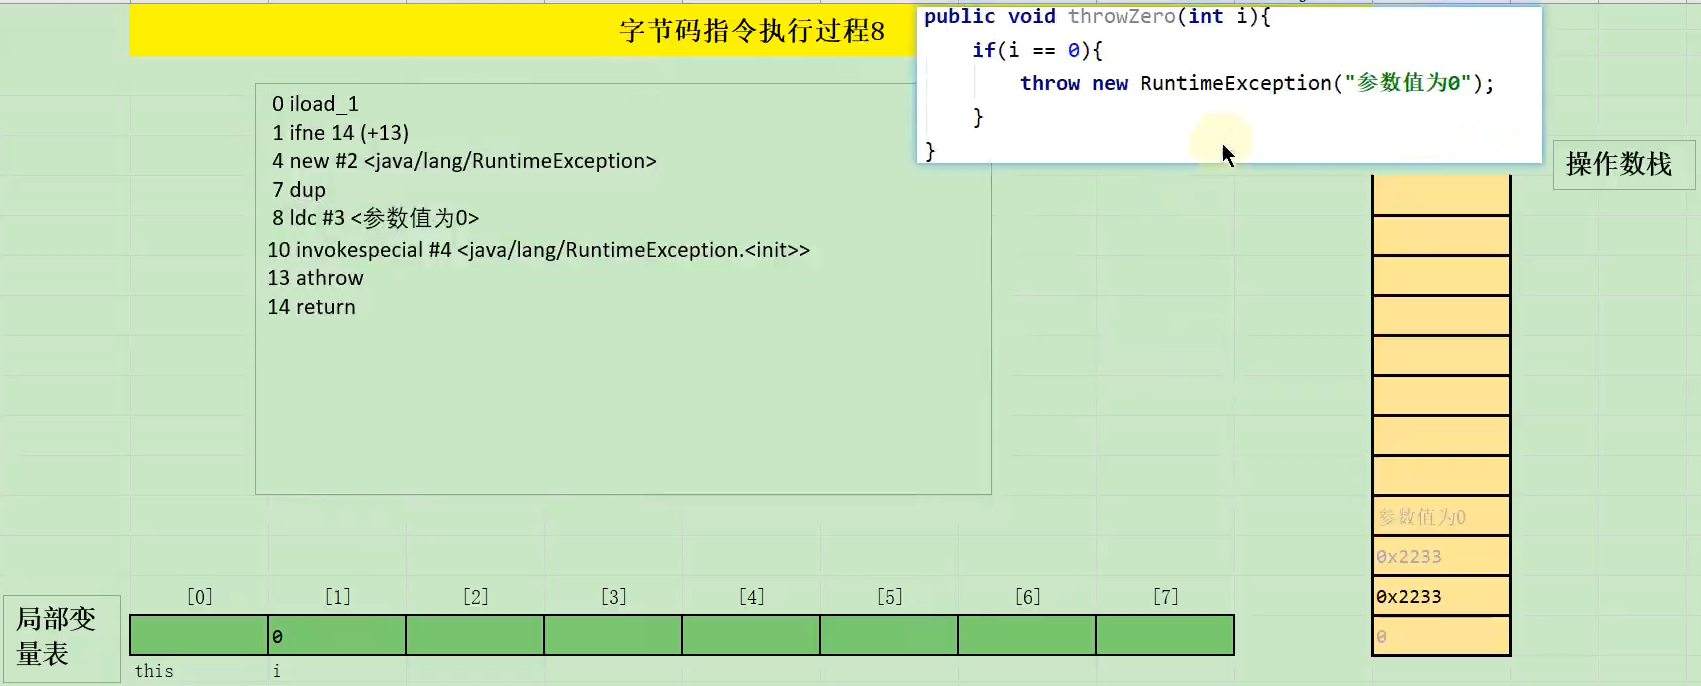 字节码指令执行过程8
public void throwZero(int i){
if(i == 0){
throw new RuntimeException("参数值为0");
}
}
0 iload_1
1 ifne 14 (+13)
4 new #2 <java/lang/RuntimeException>
7 dup
8 ldc #3 <参数值为0>
10 invokespecial #4 <java/lang/RuntimeException.<init>>
13 athrow
14 return
操作数栈
参数值为0
0x2233
0x2233
0
[0] [1] [2] [3] [4] [5] [6] [7]
局部变
量表
0
this i